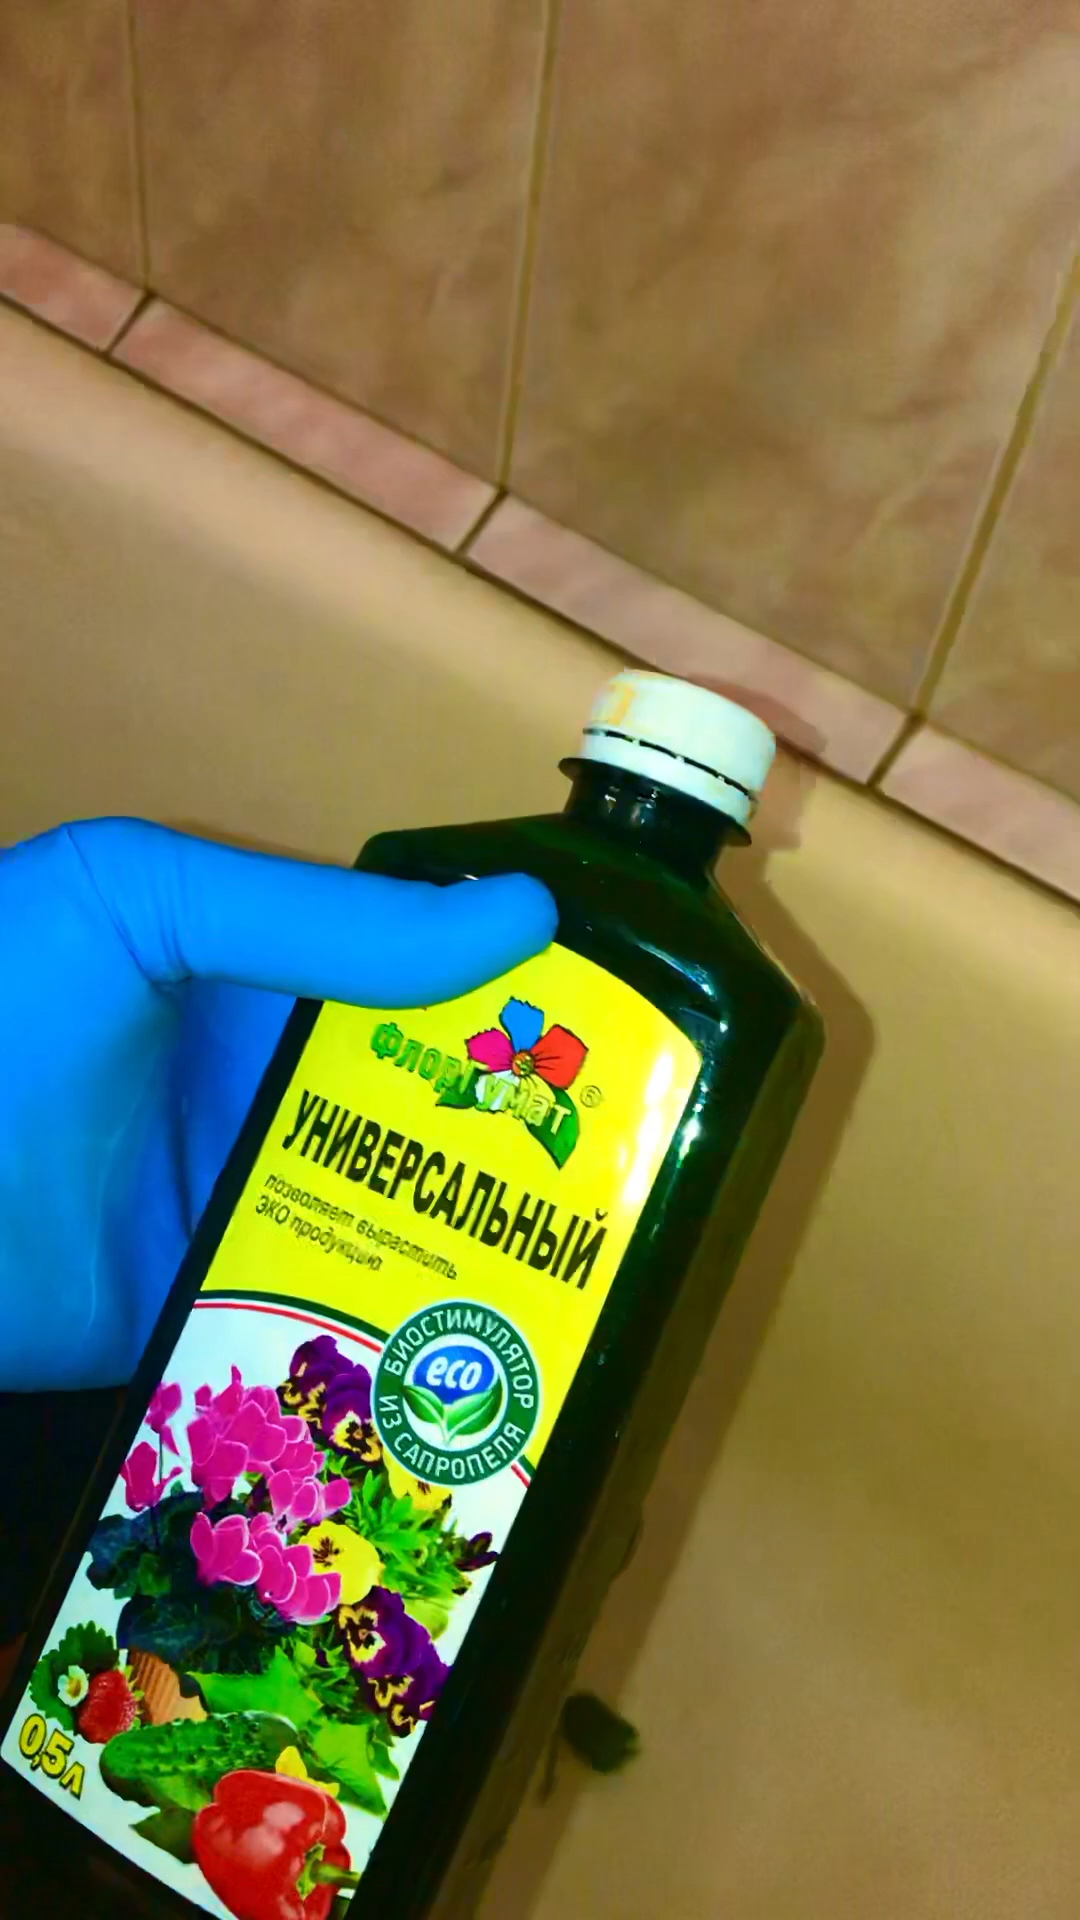 ФлорГумат
®
УНИВЕРСАЛЬНЫЙ
позволяет вырастить
ЭКО продукцию
БИОСТИМУЛЯТОР
ИЗ САПРОПЕЛЯ
eco
0,5л